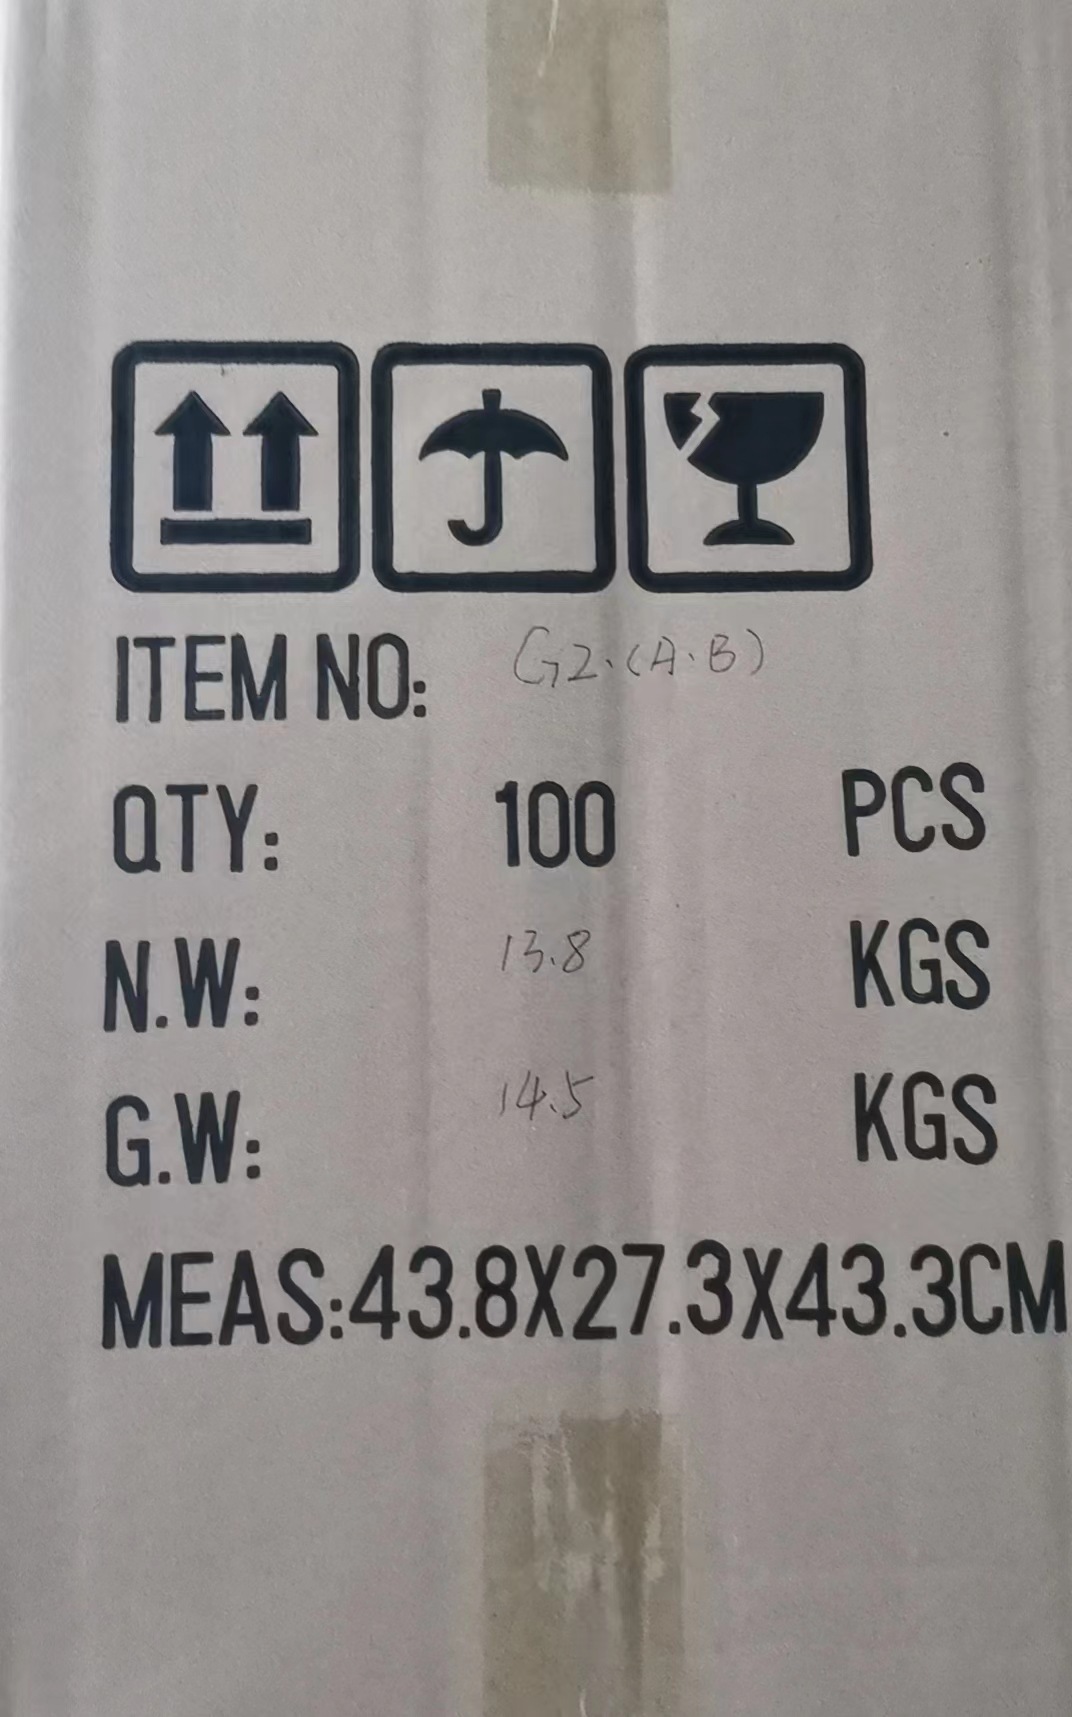 ITEM NO: G2.(A.B)
QTY: 100 PCS
N.W: 13.8 KGS
G.W: 14.5 KGS
MEAS:43.8X27.3X43.3CM